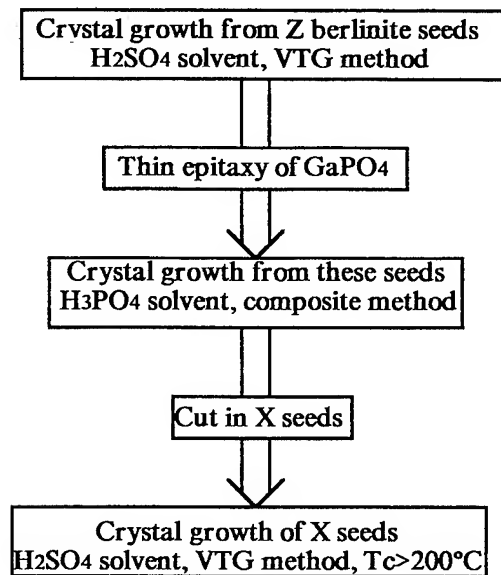 Crystal growth from Z berlinite seeds
H2SO4 solvent, VTG method
Thin epitaxy of GaPO4
Crystal growth from these seeds
H3PO4 solvent, composite method
Cut in X seeds
Crystal growth of X seeds
H2SO4 solvent, VTG method, Tc>200°C